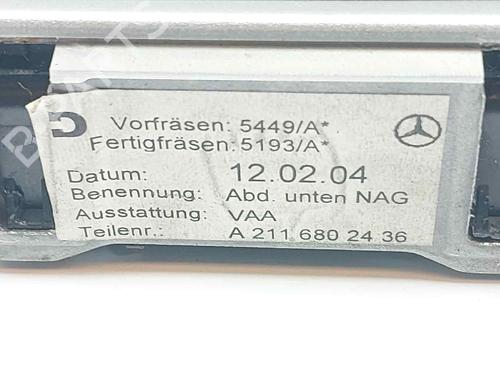 Vorfräsen: 5449/A*
Fertigfräsen: 5193/A*
Datum: 12.02.04
Benennung: Abd. unten NAG
Ausstattung: VAA
Teilenr.: A 211 680 24 36